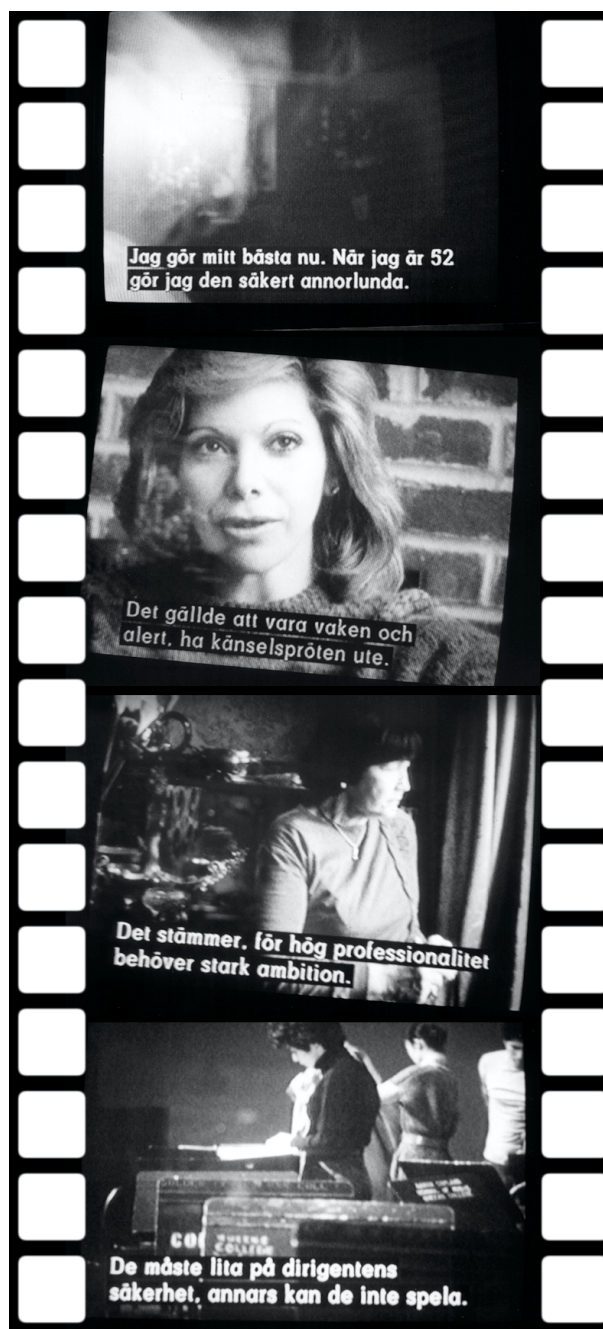 Jag gör mitt bästa nu. När jag är 52
gör jag den säkert annorlunda.
Det gällde att vara vaken och
alert, ha känselspröten ute.
Det stämmer, för hög professionalitet
behöver stark ambition.
QUEENS
COLLEGE
De måste lita på dirigentens
säkerhet, annars kan de inte spela.